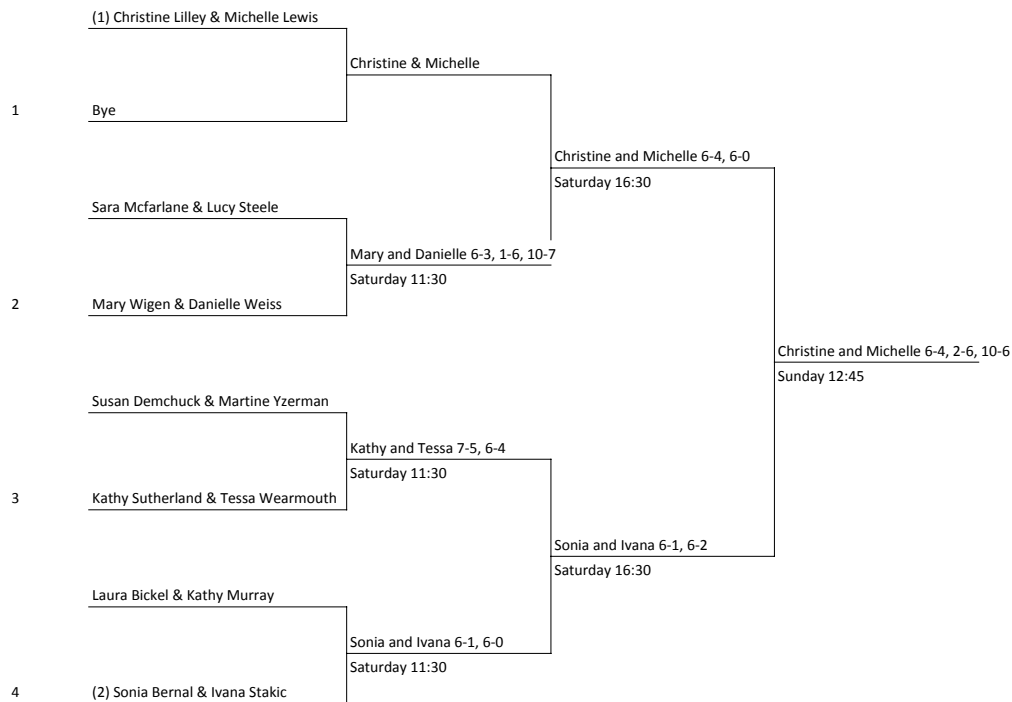 (1) Christine Lilley & Michelle Lewis
Christine & Michelle
1 Bye
Christine and Michelle 6-4, 6-0
Saturday 16:30
Sara Mcfarlane & Lucy Steele
Mary and Danielle 6-3, 1-6, 10-7
Saturday 11:30
2 Mary Wigen & Danielle Weiss
Christine and Michelle 6-4, 2-6, 10-6
Sunday 12:45
Susan Demchuck & Martine Yzerman
Kathy and Tessa 7-5, 6-4
Saturday 11:30
3 Kathy Sutherland & Tessa Wearmouth
Sonia and Ivana 6-1, 6-2
Saturday 16:30
Laura Bickel & Kathy Murray
Sonia and Ivana 6-1, 6-0
Saturday 11:30
4 (2) Sonia Bernal & Ivana Stakic